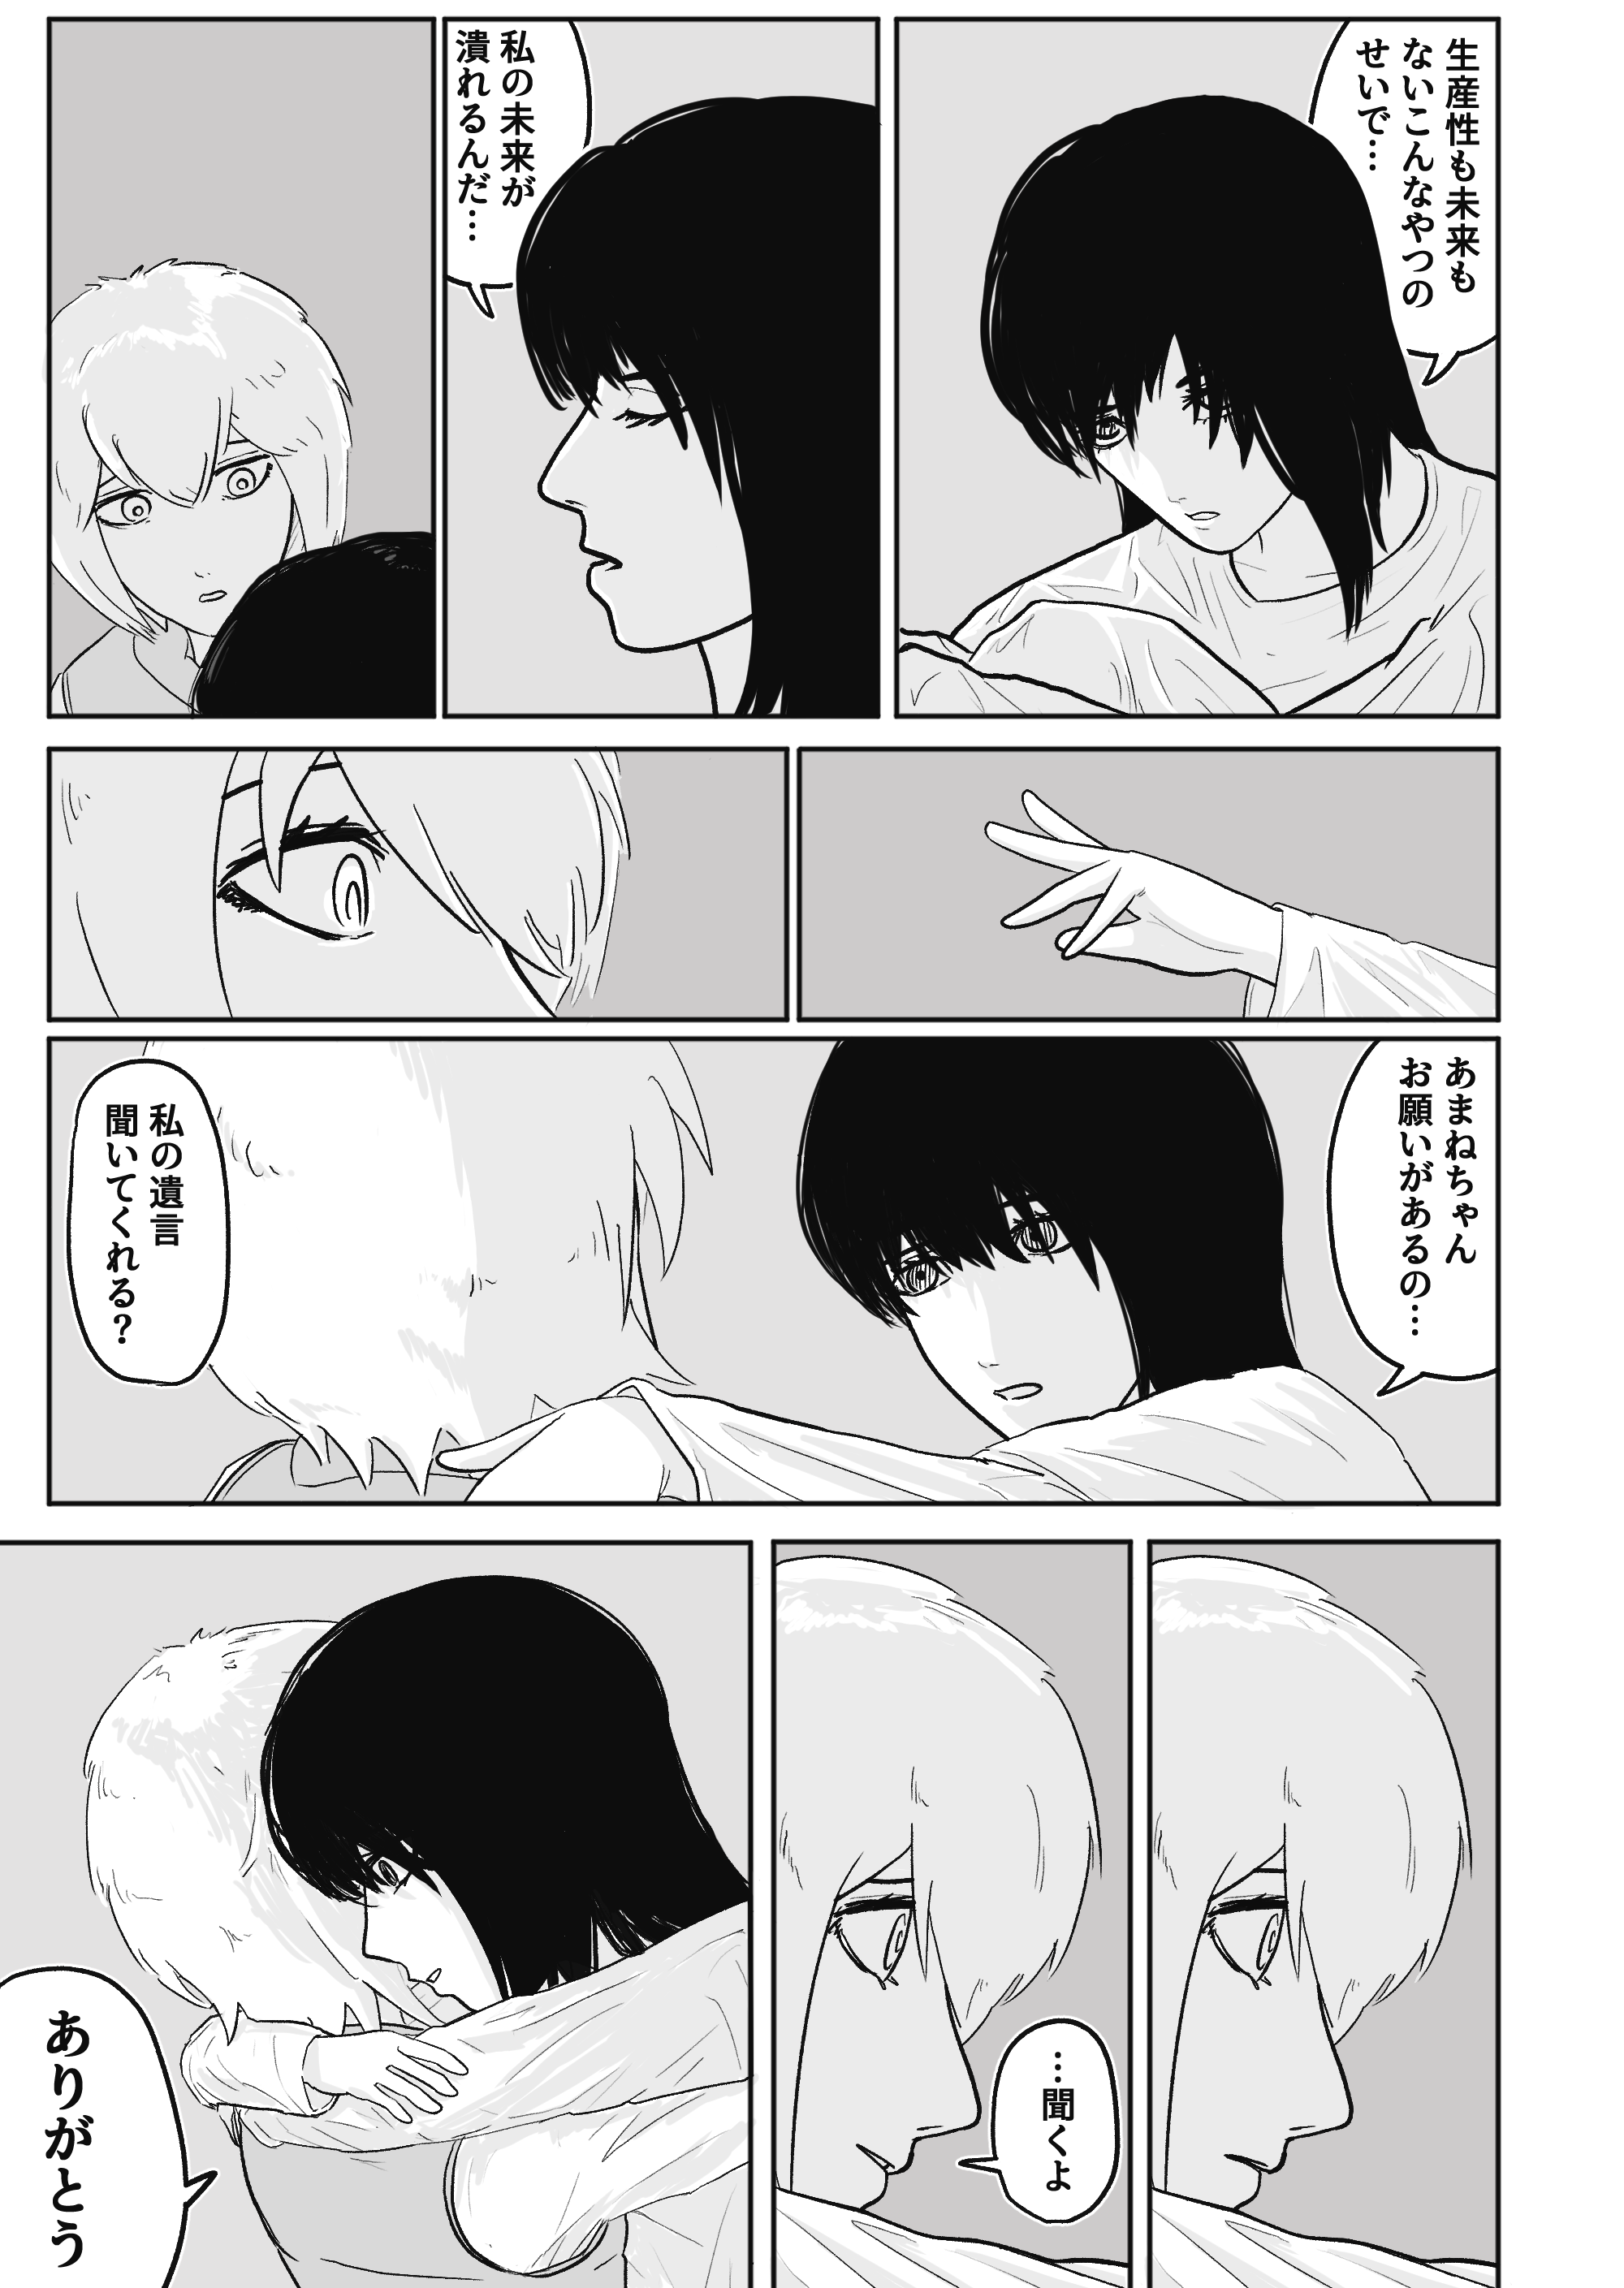 生産性も未来も
ないこんなやつの
せいで…
私の未来が
潰れるんだ…
あまねちゃん
お願いがあるの…
私の遺言
聞いてくれる？
…聞くよ
ありがとう